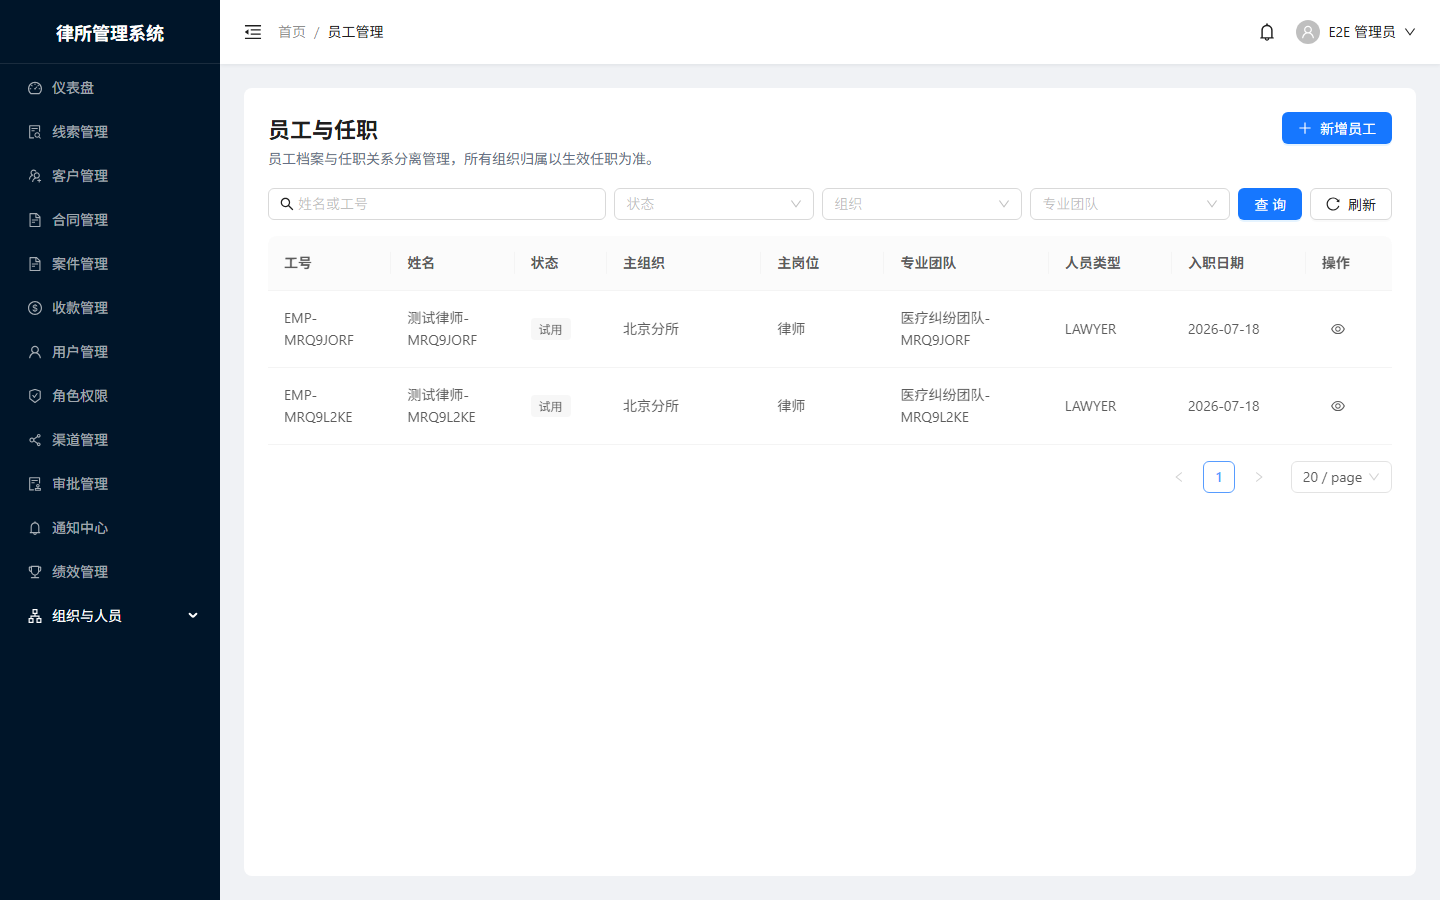 律所管理系统
首页 / 员工管理
E2E 管理员
仪表盘
线索管理
客户管理
合同管理
案件管理
收款管理
用户管理
角色权限
渠道管理
审批管理
通知中心
绩效管理
组织与人员
员工与任职
新增员工
员工档案与任职关系分离管理，所有组织归属以生效任职为准。
姓名或工号 状态 组织 专业团队 查 询 刷新
工号 姓名 状态 主组织 主岗位 专业团队 人员类型 入职日期 操作
EMP- 测试律师- 医疗纠纷团队-
试用 北京分所 律师 LAWYER 2026-07-18
MRQ9JORF MRQ9JORF MRQ9JORF
EMP- 测试律师- 医疗纠纷团队-
试用 北京分所 律师 LAWYER 2026-07-18
MRQ9L2KE MRQ9L2KE MRQ9L2KE
1 20 / page